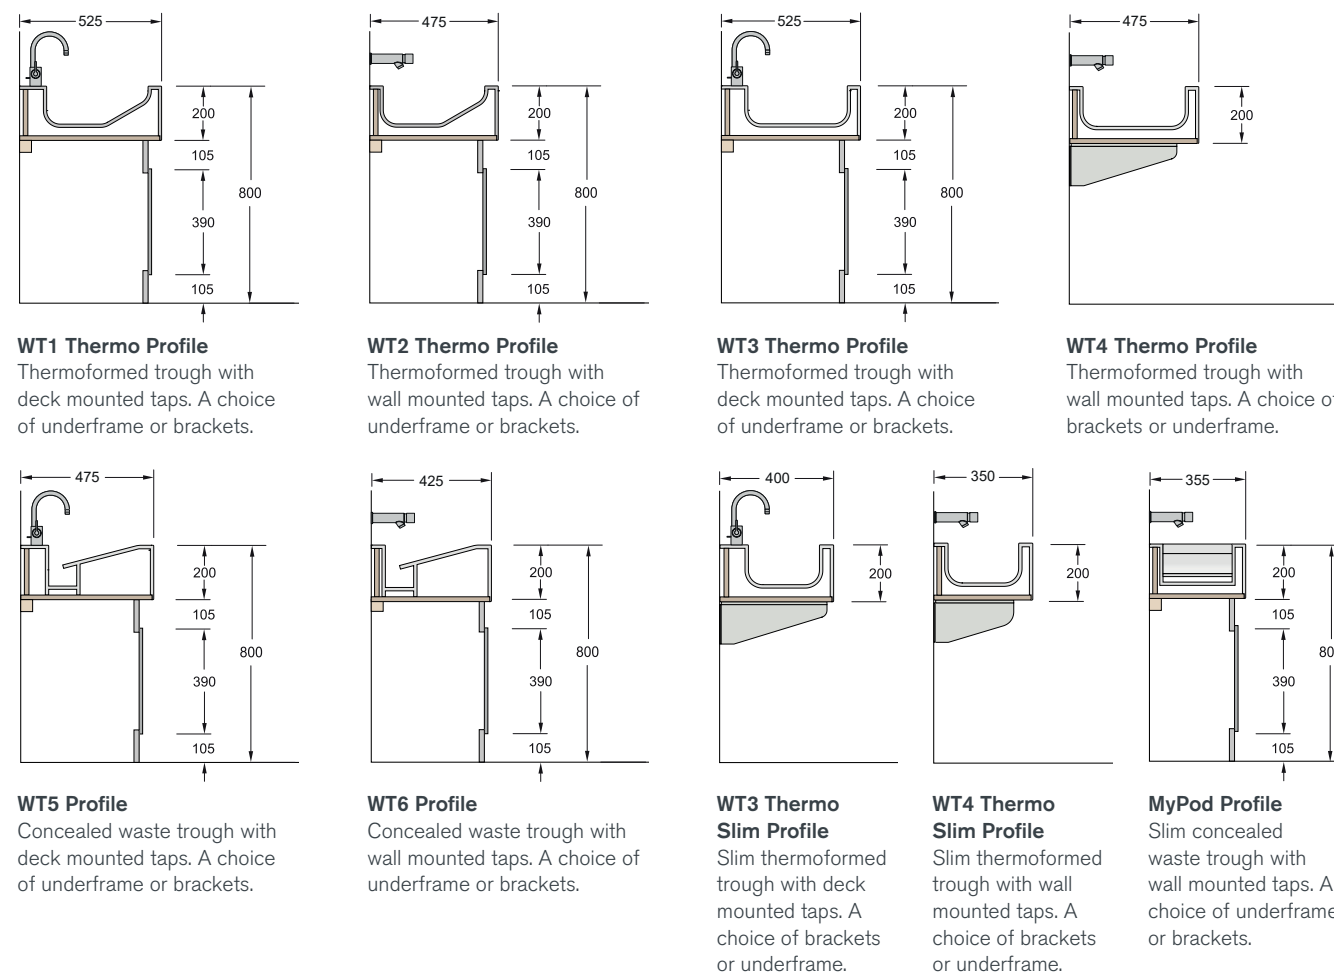 525
200
105
390
105
800
WT1 Thermo Profile
Thermoformed trough with
deck mounted taps. A choice
of underframe or brackets.
475
200
105
390
105
800
WT2 Thermo Profile
Thermoformed trough with
wall mounted taps. A choice of
underframe or brackets.
525
200
105
390
105
800
WT3 Thermo Profile
Thermoformed trough with
deck mounted taps. A choice
of underframe or brackets.
475
200
WT4 Thermo Profile
Thermoformed trough with
wall mounted taps. A choice of
brackets or underframe.
475
200
105
390
105
800
WT5 Profile
Concealed waste trough with
deck mounted taps. A choice
of underframe or brackets.
425
200
105
390
105
800
WT6 Profile
Concealed waste trough with
wall mounted taps. A choice of
underframe or brackets.
400
200
WT3 Thermo
Slim Profile
Slim thermoformed
trough with deck
mounted taps. A
choice of brackets
or underframe.
350
200
WT4 Thermo
Slim Profile
Slim thermoformed
trough with wall
mounted taps. A
choice of brackets
or underframe.
355
200
105
390
105
80
MyPod Profile
Slim concealed
waste trough with
wall mounted taps. A
choice of underframe
or brackets.